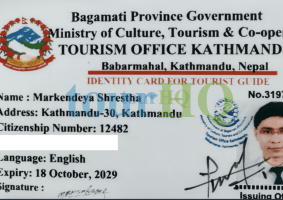 Bagamati Province Government
Ministry of Culture, Tourism & Co-oper
TOURISM OFFICE KATHMAND
Babarmahal, Kathmandu, Nepal
IDENTITY CARD FOR TOURIST GUIDE
No.3197
Name : Markendeya Shrestha
Address: Kathmandu-30, Kathmandu
Citizenship Number: 12482
Language: English
Expiry: 18 October, 2029
Signature :
Issuing Of